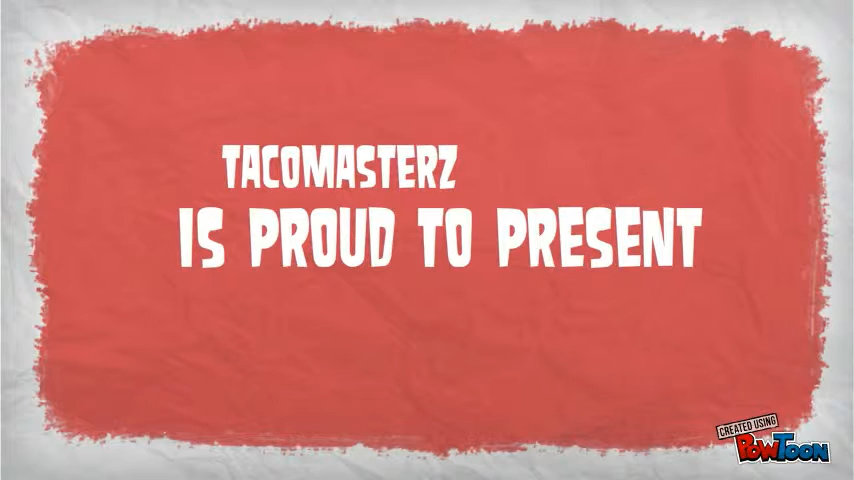 TACOMASTERZ
IS PROUD TO PRESENT
CREATED USING
POWTOON